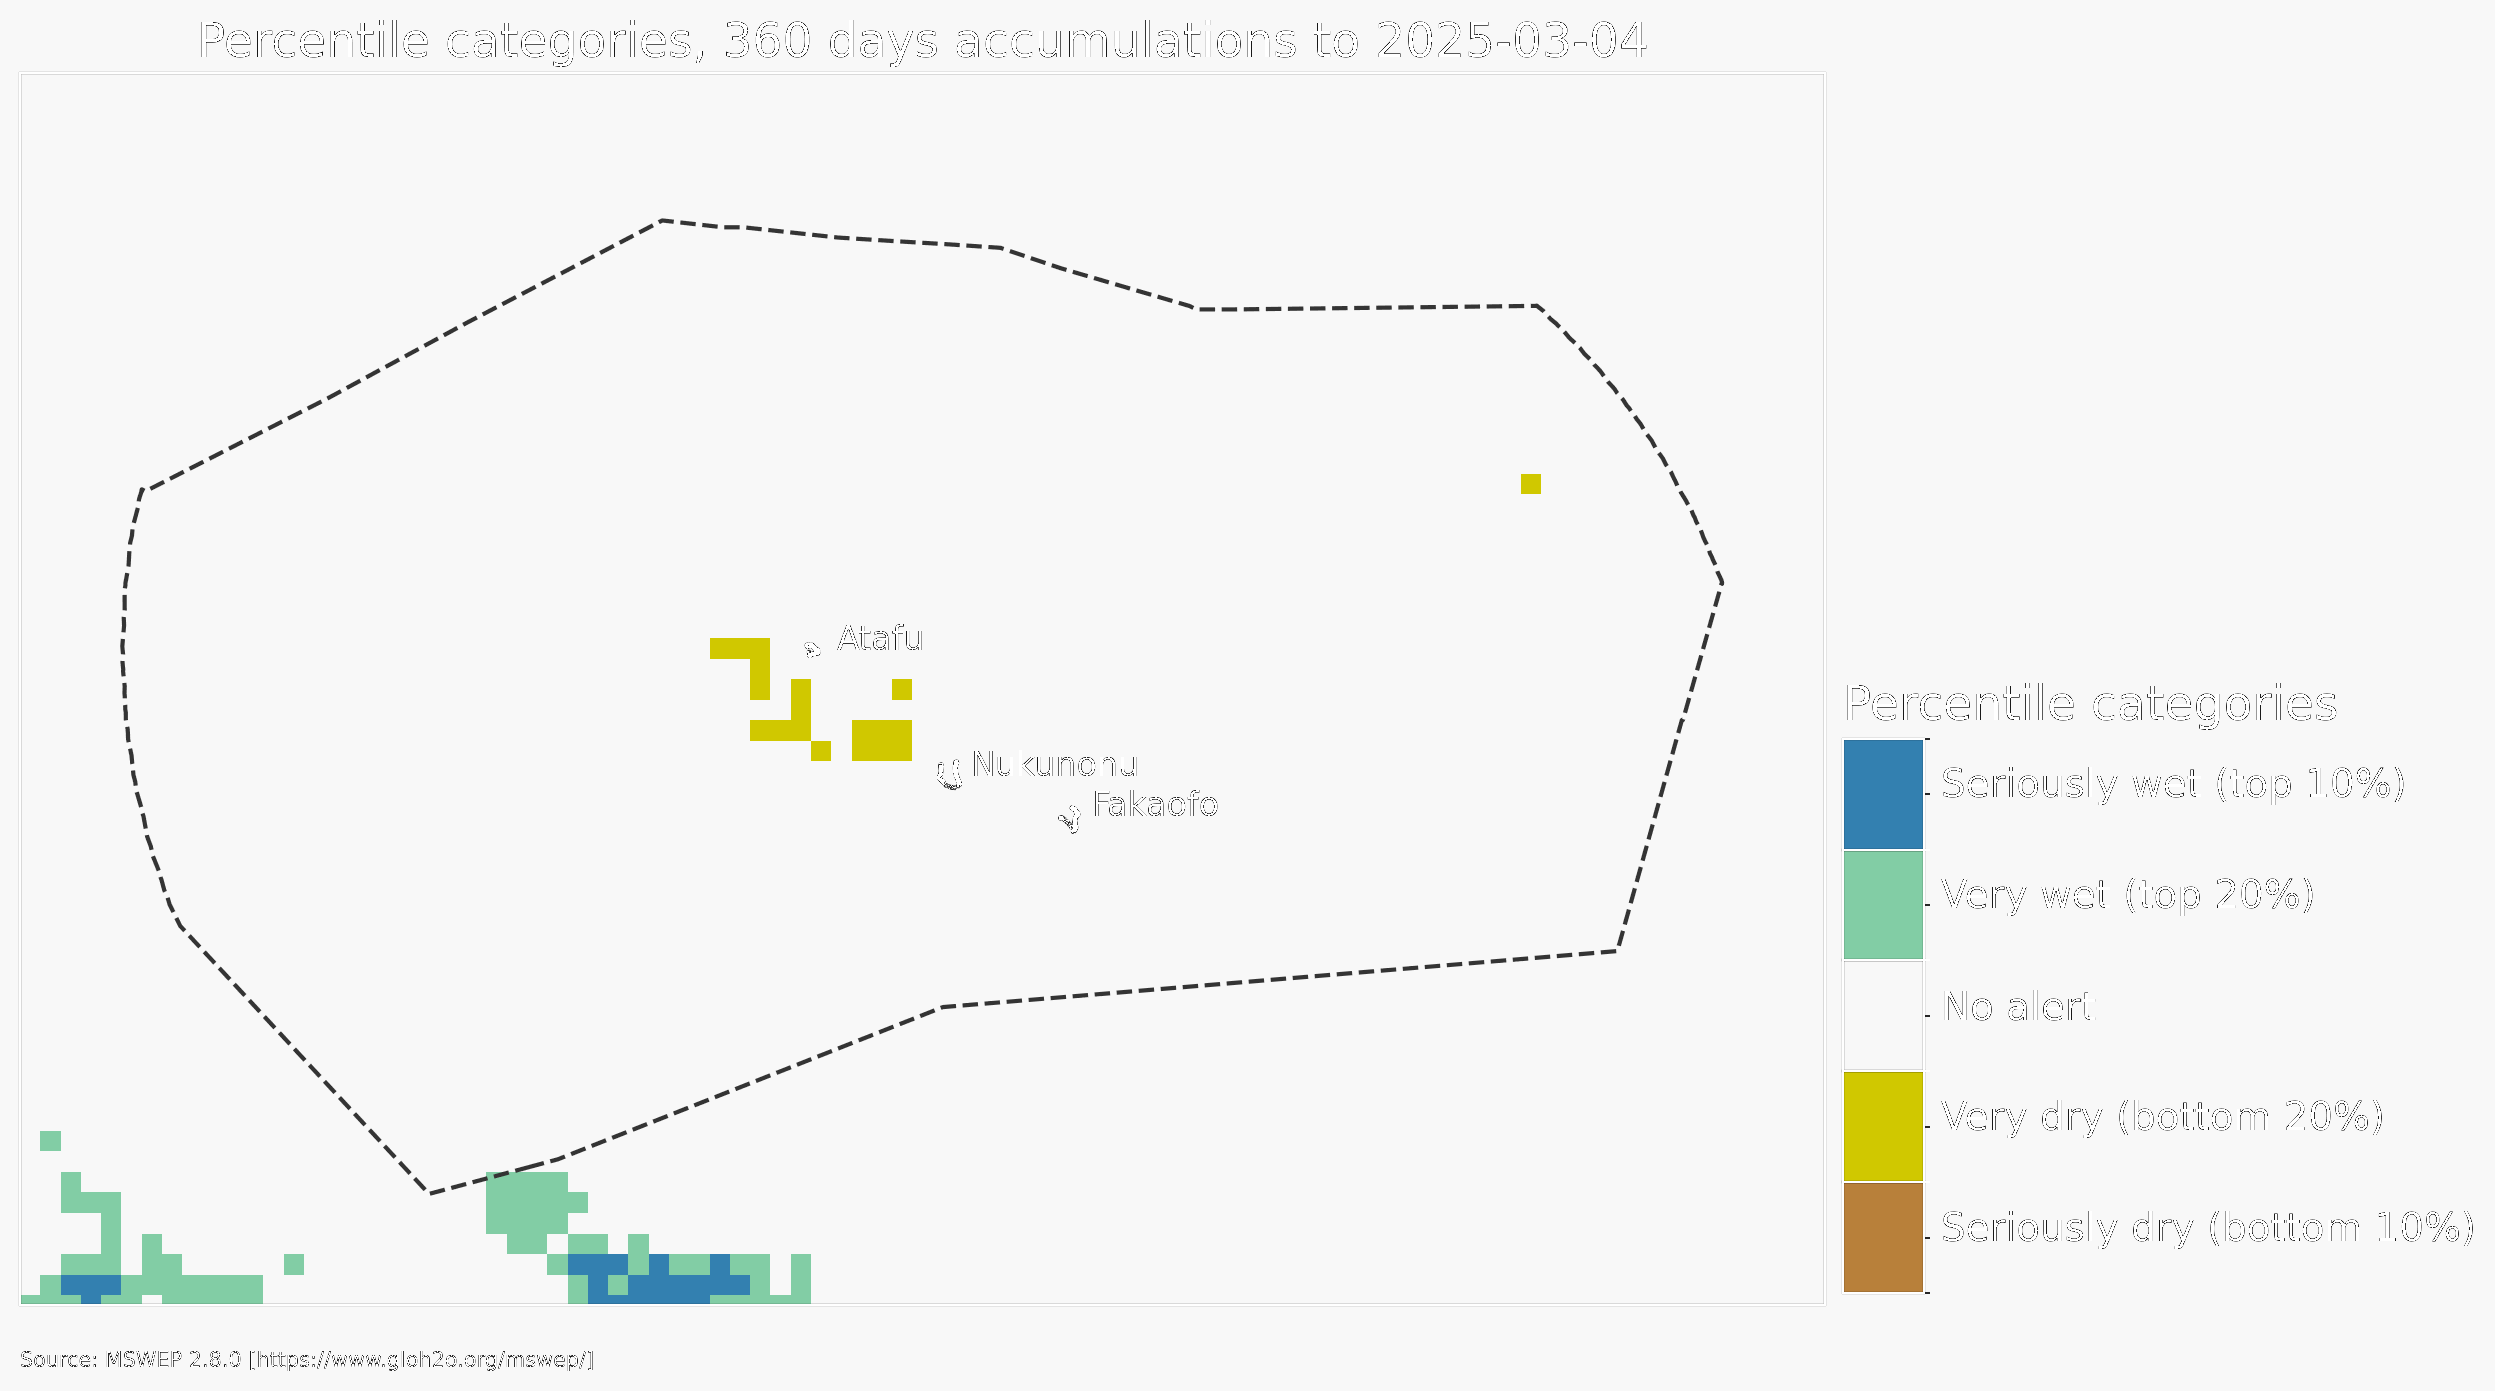 Percentile categories, 360 days accumulations to 2025-03-04
Atafu
Nukunonu
Fakaofo
Percentile categories
Seriously wet (top 10%)
Very wet (top 20%)
No alert
Very dry (bottom 20%)
Seriously dry (bottom 10%)
Source: MSWEP 2.8.0 [https://www.gloh2o.org/mswep/]